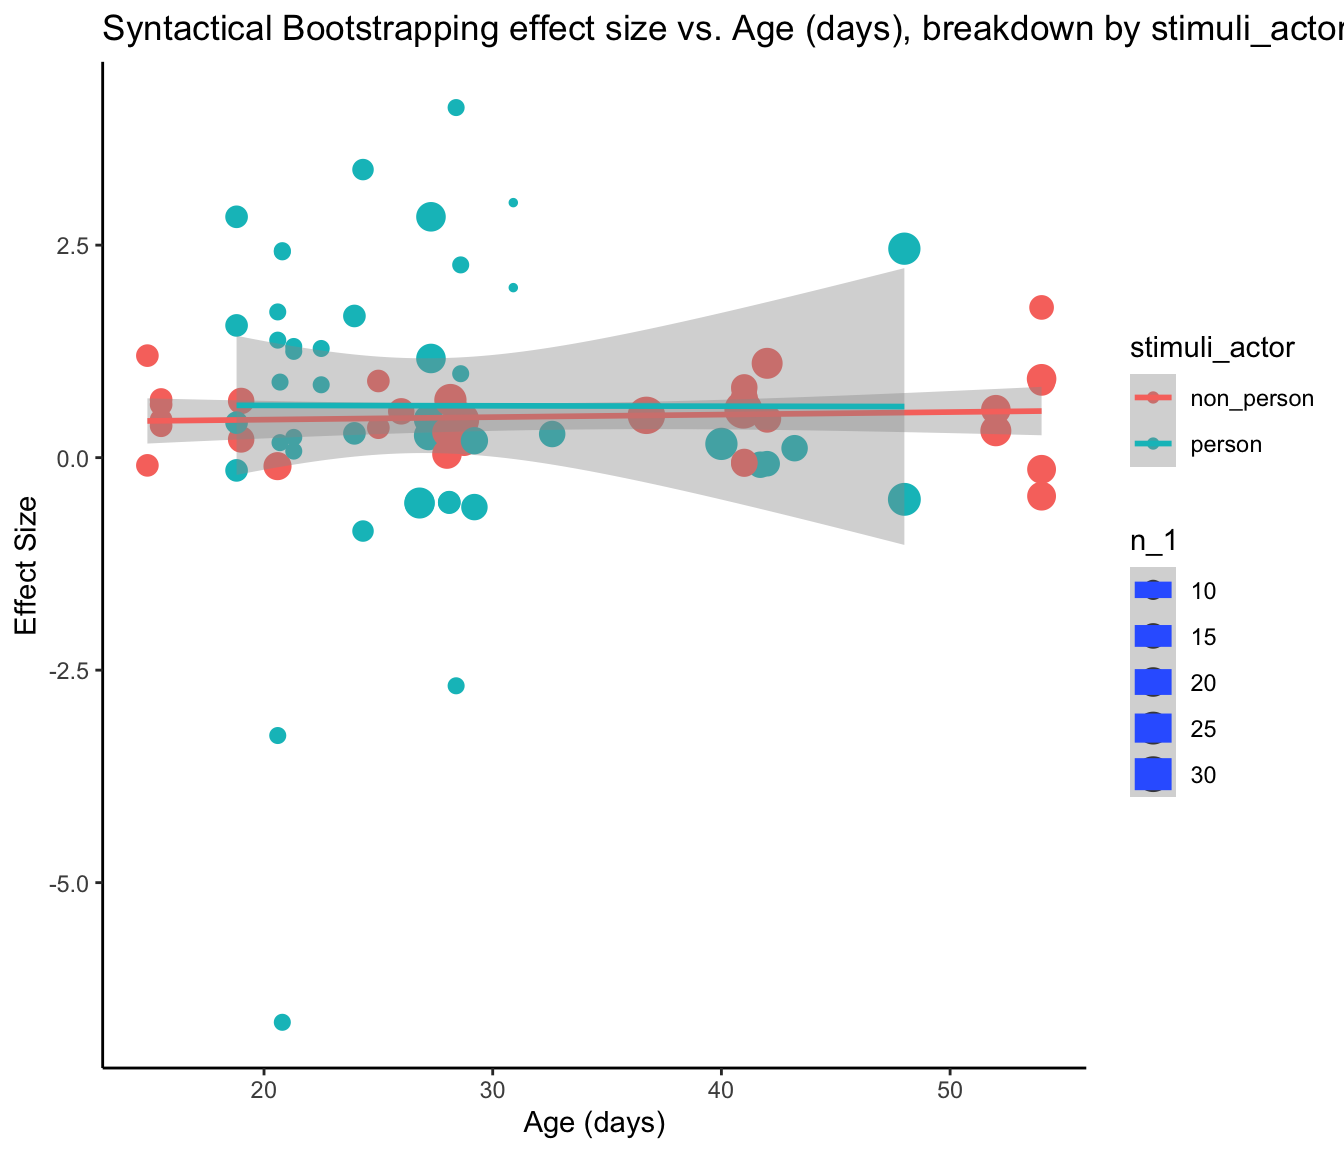 Syntactical Bootstrapping effect size vs. Age (days), breakdown by stimuli_actor
2.5
0.0
-2.5
-5.0
Effect Size
20 30 40 50
Age (days)
stimuli_actor
non_person
person
n_1
10
15
20
25
30